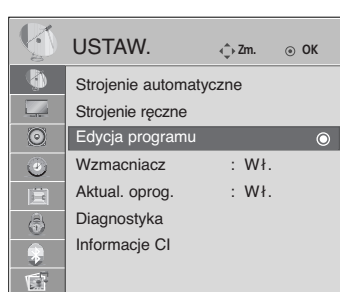 USTAW. Zm. OK
Strojenie automatyczne
Strojenie ręczne
Edycja programu
Wzmacniacz : Wł.
Aktual. oprog. : Wł.
Diagnostyka
Informacje CI